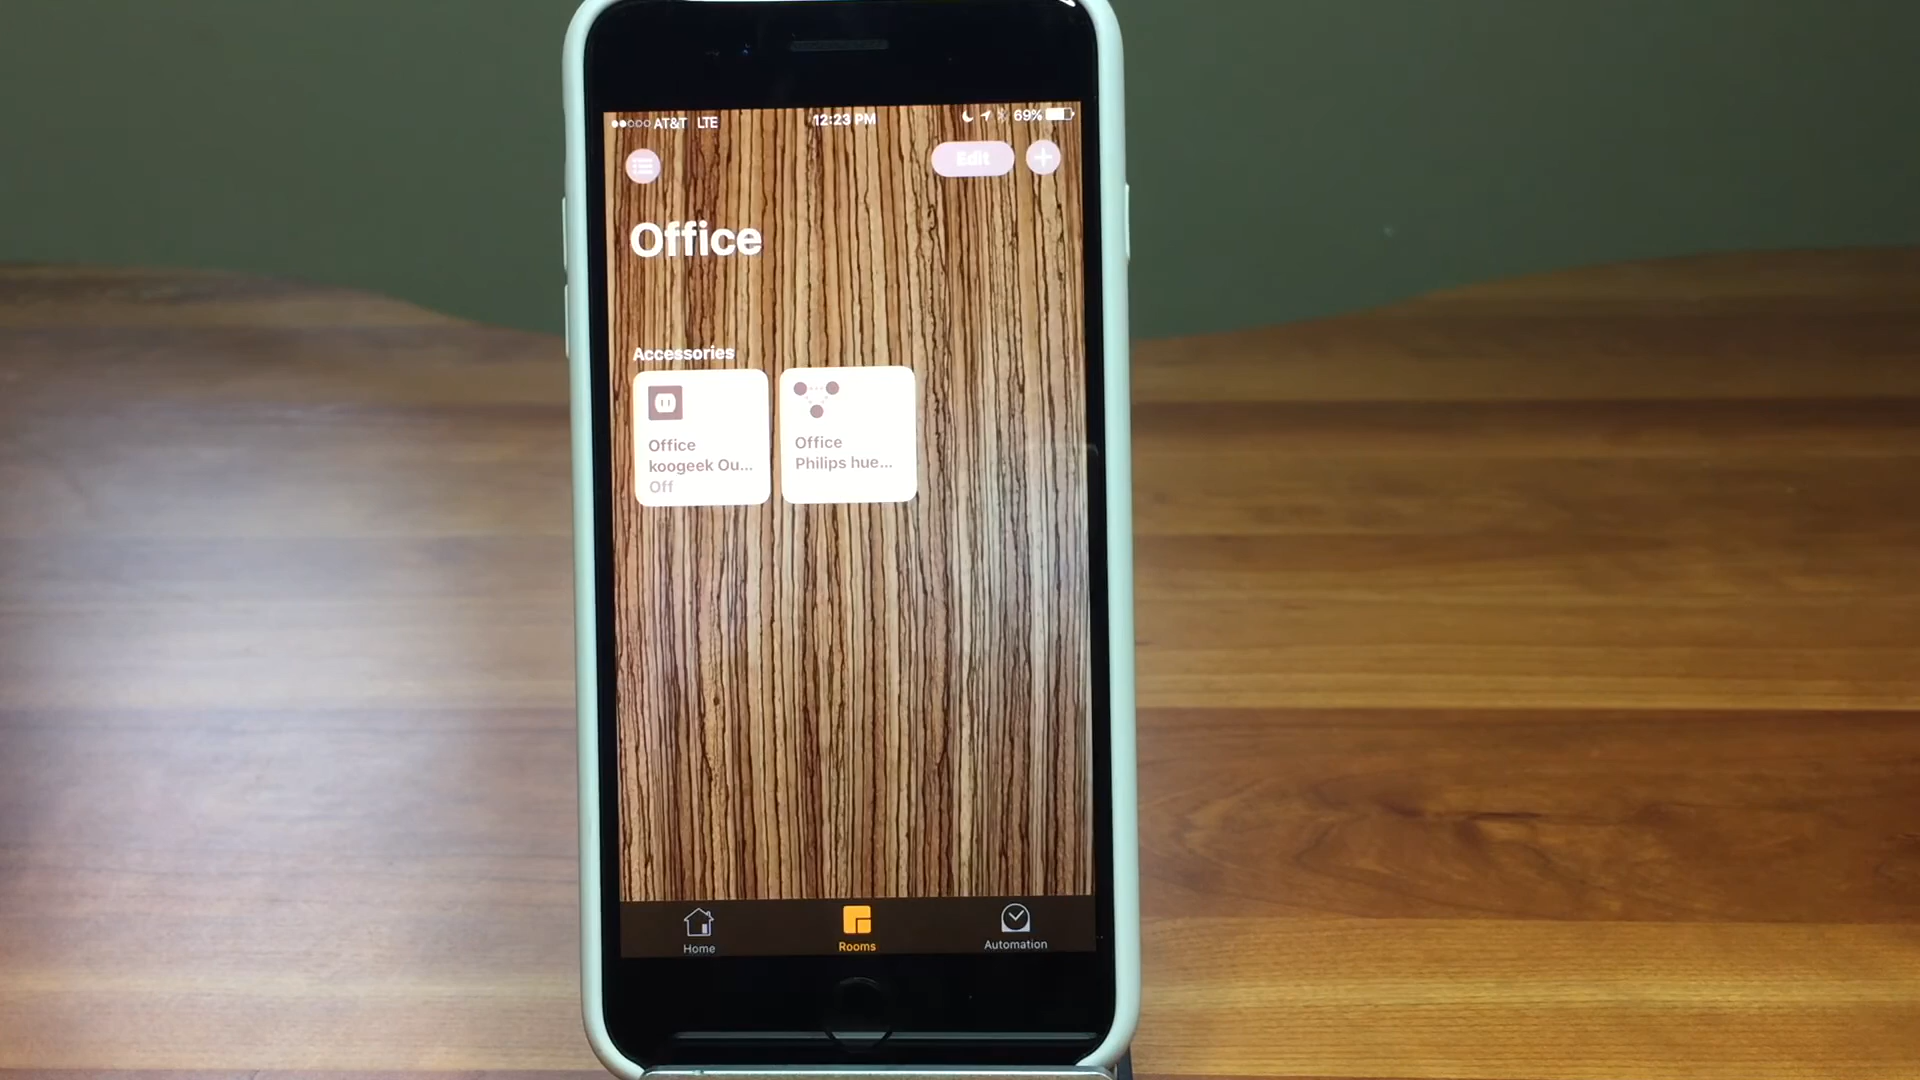 AT&T LTE
12:23 PM
69%
Edit
Office
Accessories
Office
koogeek Ou...
Off
Office
Philips hue...
Home
Rooms
Automation